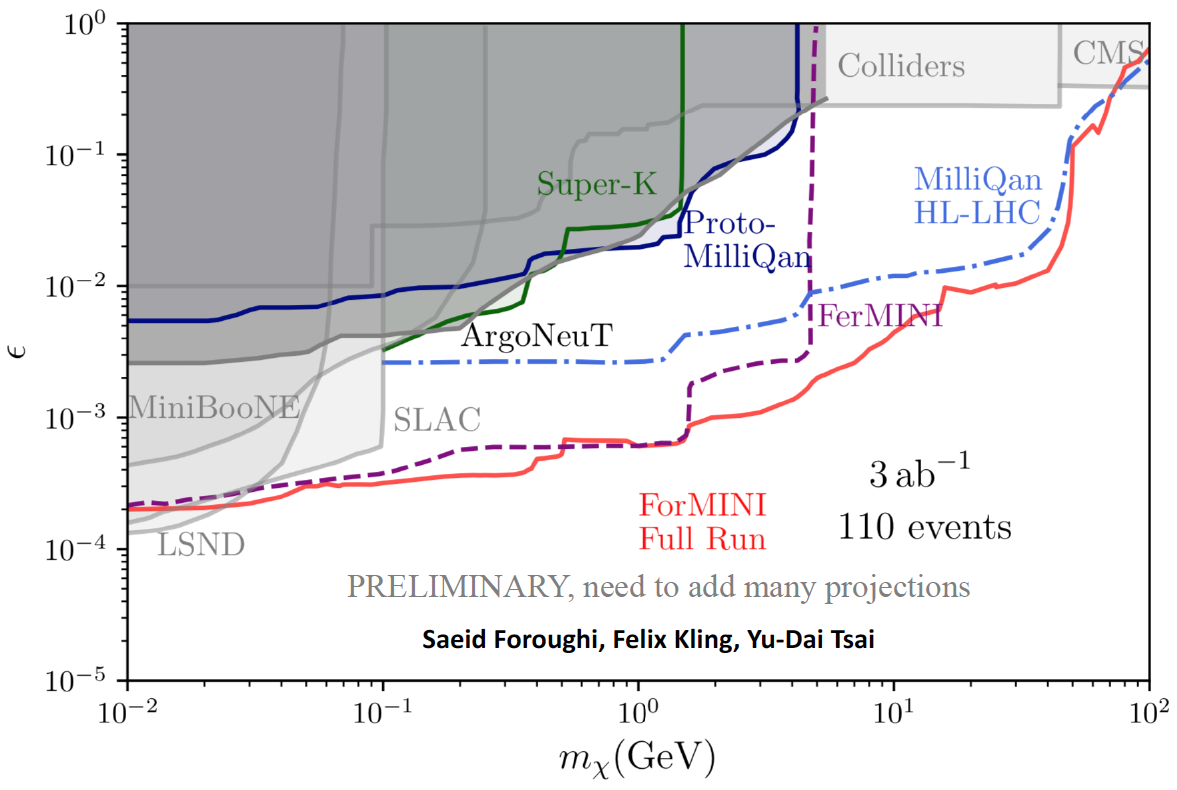 10⁰
10⁻¹
10⁻²
10⁻³
10⁻⁴
10⁻⁵
ϵ
CMS
Colliders
Super-K
MilliQan
HL-LHC
Proto-
MilliQan
FerMINI
ArgoNeuT
MiniBooNE
SLAC
3 ab⁻¹
ForMINI
Full Run
110 events
LSND
PRELIMINARY, need to add many projections
Saeid Foroughi, Felix Kling, Yu-Dai Tsai
10⁻² 10⁻¹ 10⁰ 10¹ 10²
mᵪ(GeV)